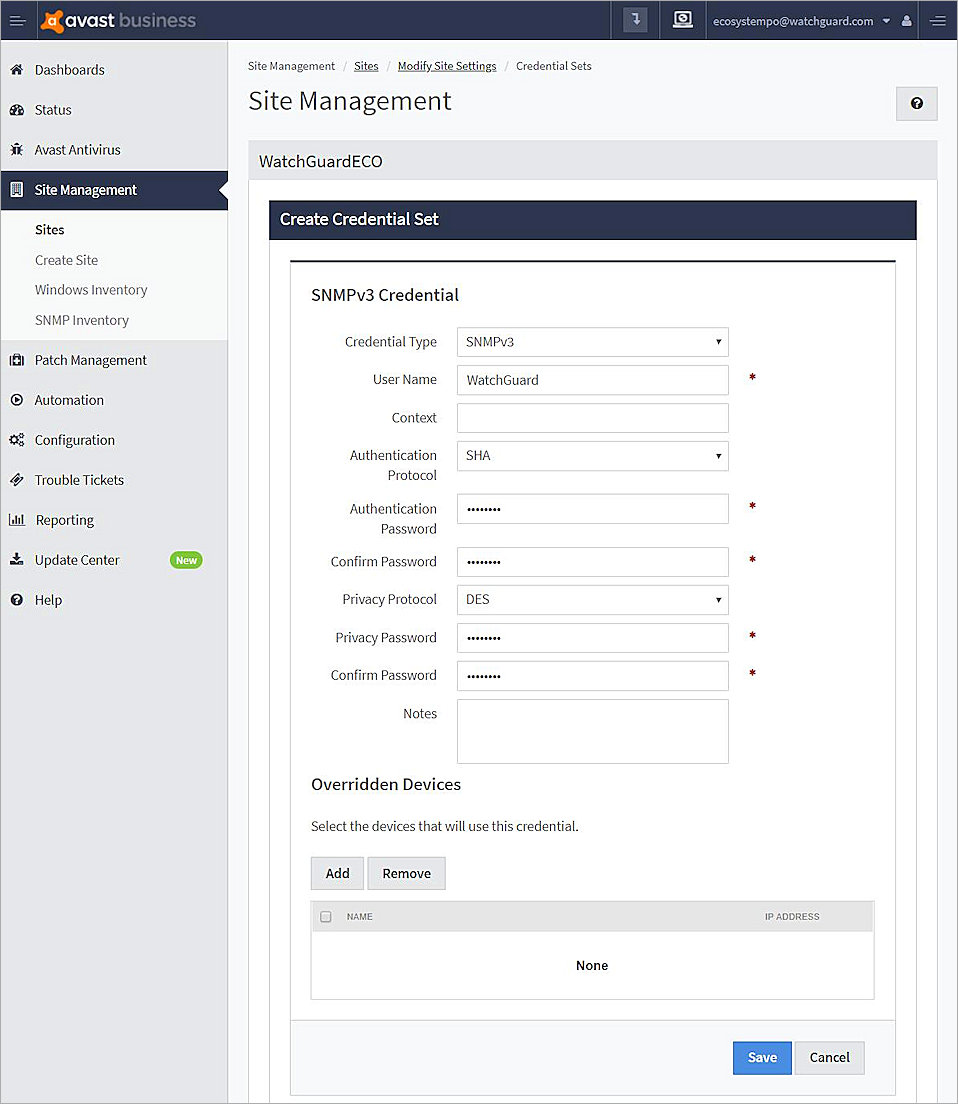 avast business
ecosystempo@watchguard.com
Dashboards
Status
Avast Antivirus
Site Management
Sites
Create Site
Windows Inventory
SNMP Inventory
Patch Management
Automation
Configuration
Trouble Tickets
Reporting
Update Center New
Help
Site Management / Sites / Modify Site Settings / Credential Sets
Site Management
WatchGuardECO
Create Credential Set
SNMPv3 Credential
Credential Type SNMPv3
User Name WatchGuard *
Context
Authentication Protocol SHA
Authentication Password •••••••• *
Confirm Password •••••••• *
Privacy Protocol DES
Privacy Password •••••••• *
Confirm Password •••••••• *
Notes
Overridden Devices
Select the devices that will use this credential.
Add Remove
NAME IP ADDRESS
None
Save Cancel